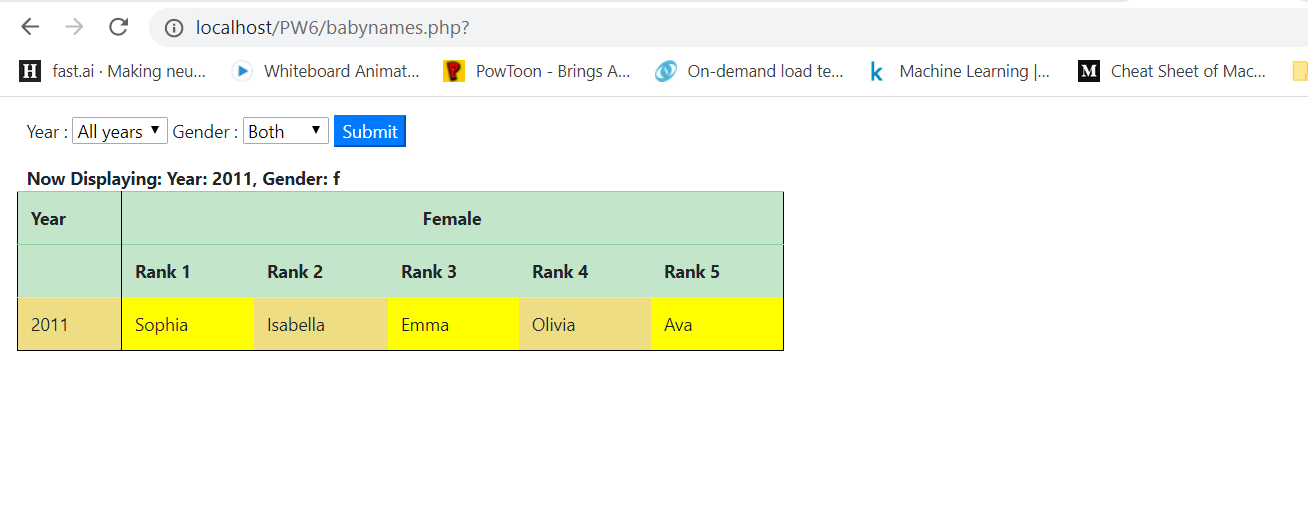 localhost/PW6/babynames.php?
H fast.ai · Making neu... Whiteboard Animat... P PowToon - Brings A... On-demand load te... k Machine Learning |... M Cheat Sheet of Mac...
Year : All years Gender : Both Submit
Now Displaying: Year: 2011, Gender: f
Year Female
Rank 1 Rank 2 Rank 3 Rank 4 Rank 5
2011 Sophia Isabella Emma Olivia Ava